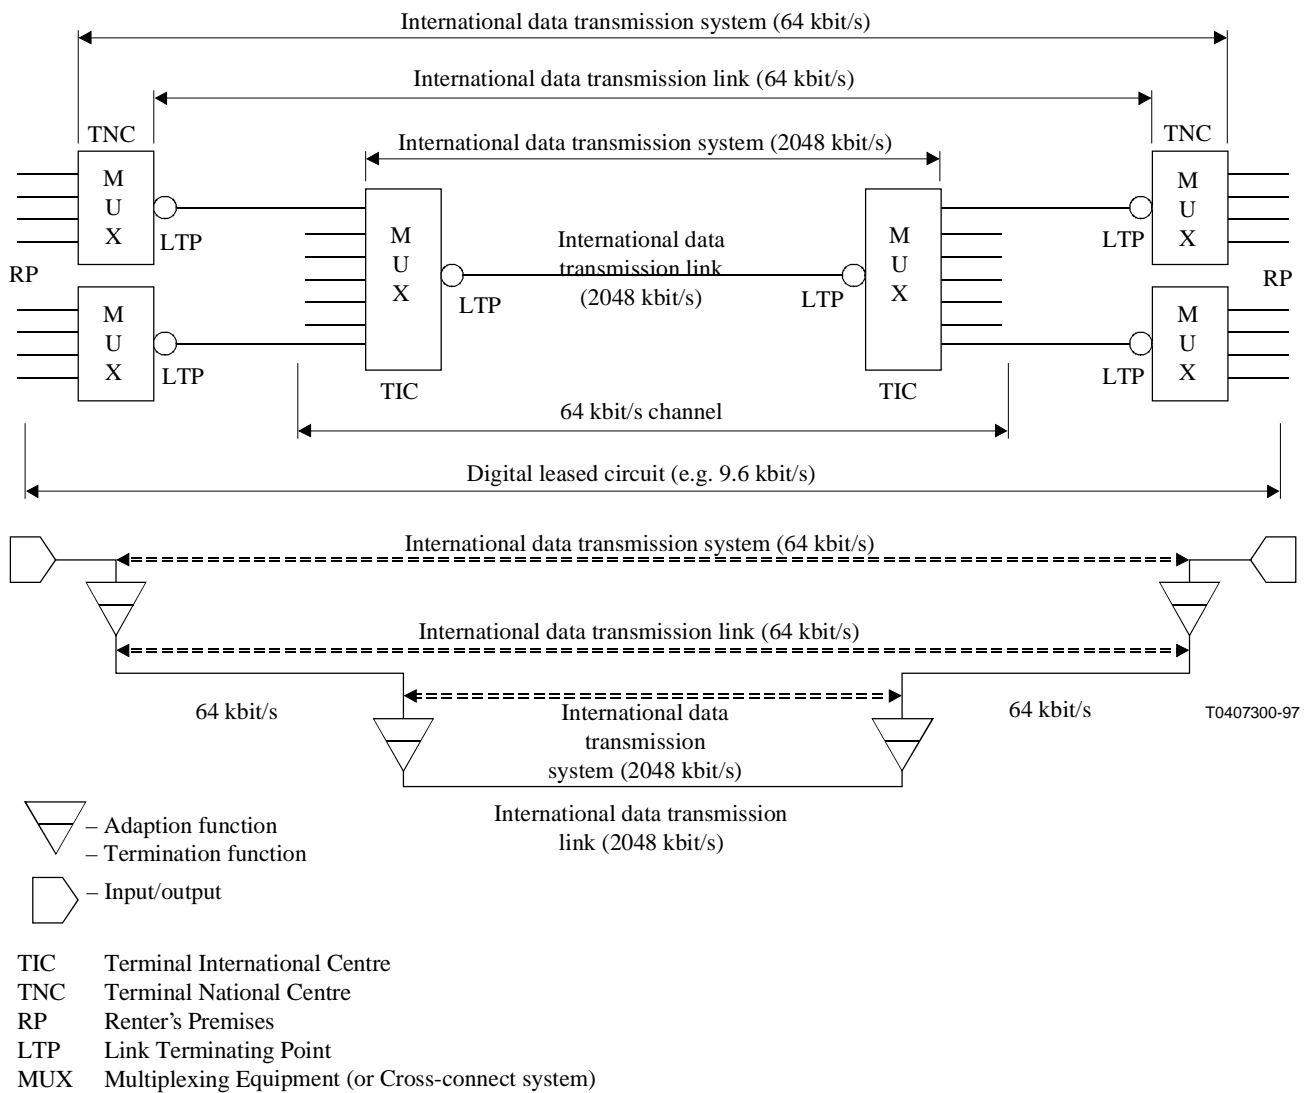 International data transmission system (64 kbit/s)
International data transmission link (64 kbit/s)
TNC
TNC
International data transmission system (2048 kbit/s)
M
U
X
LTP
M
U
X
LTP
RP
M
U
X
LTP
TIC
International data
transmission link
(2048 kbit/s)
M
U
X
LTP
TIC
M
U
X
LTP
M
U
X
LTP
RP
64 kbit/s channel
Digital leased circuit (e.g. 9.6 kbit/s)
International data transmission system (64 kbit/s)
International data transmission link (64 kbit/s)
64 kbit/s
International data
transmission
system (2048 kbit/s)
64 kbit/s
T0407300-97
International data transmission
link (2048 kbit/s)
– Adaption function
– Termination function
– Input/output
TIC Terminal International Centre
TNC Terminal National Centre
RP Renter's Premises
LTP Link Terminating Point
MUX Multiplexing Equipment (or Cross-connect system)